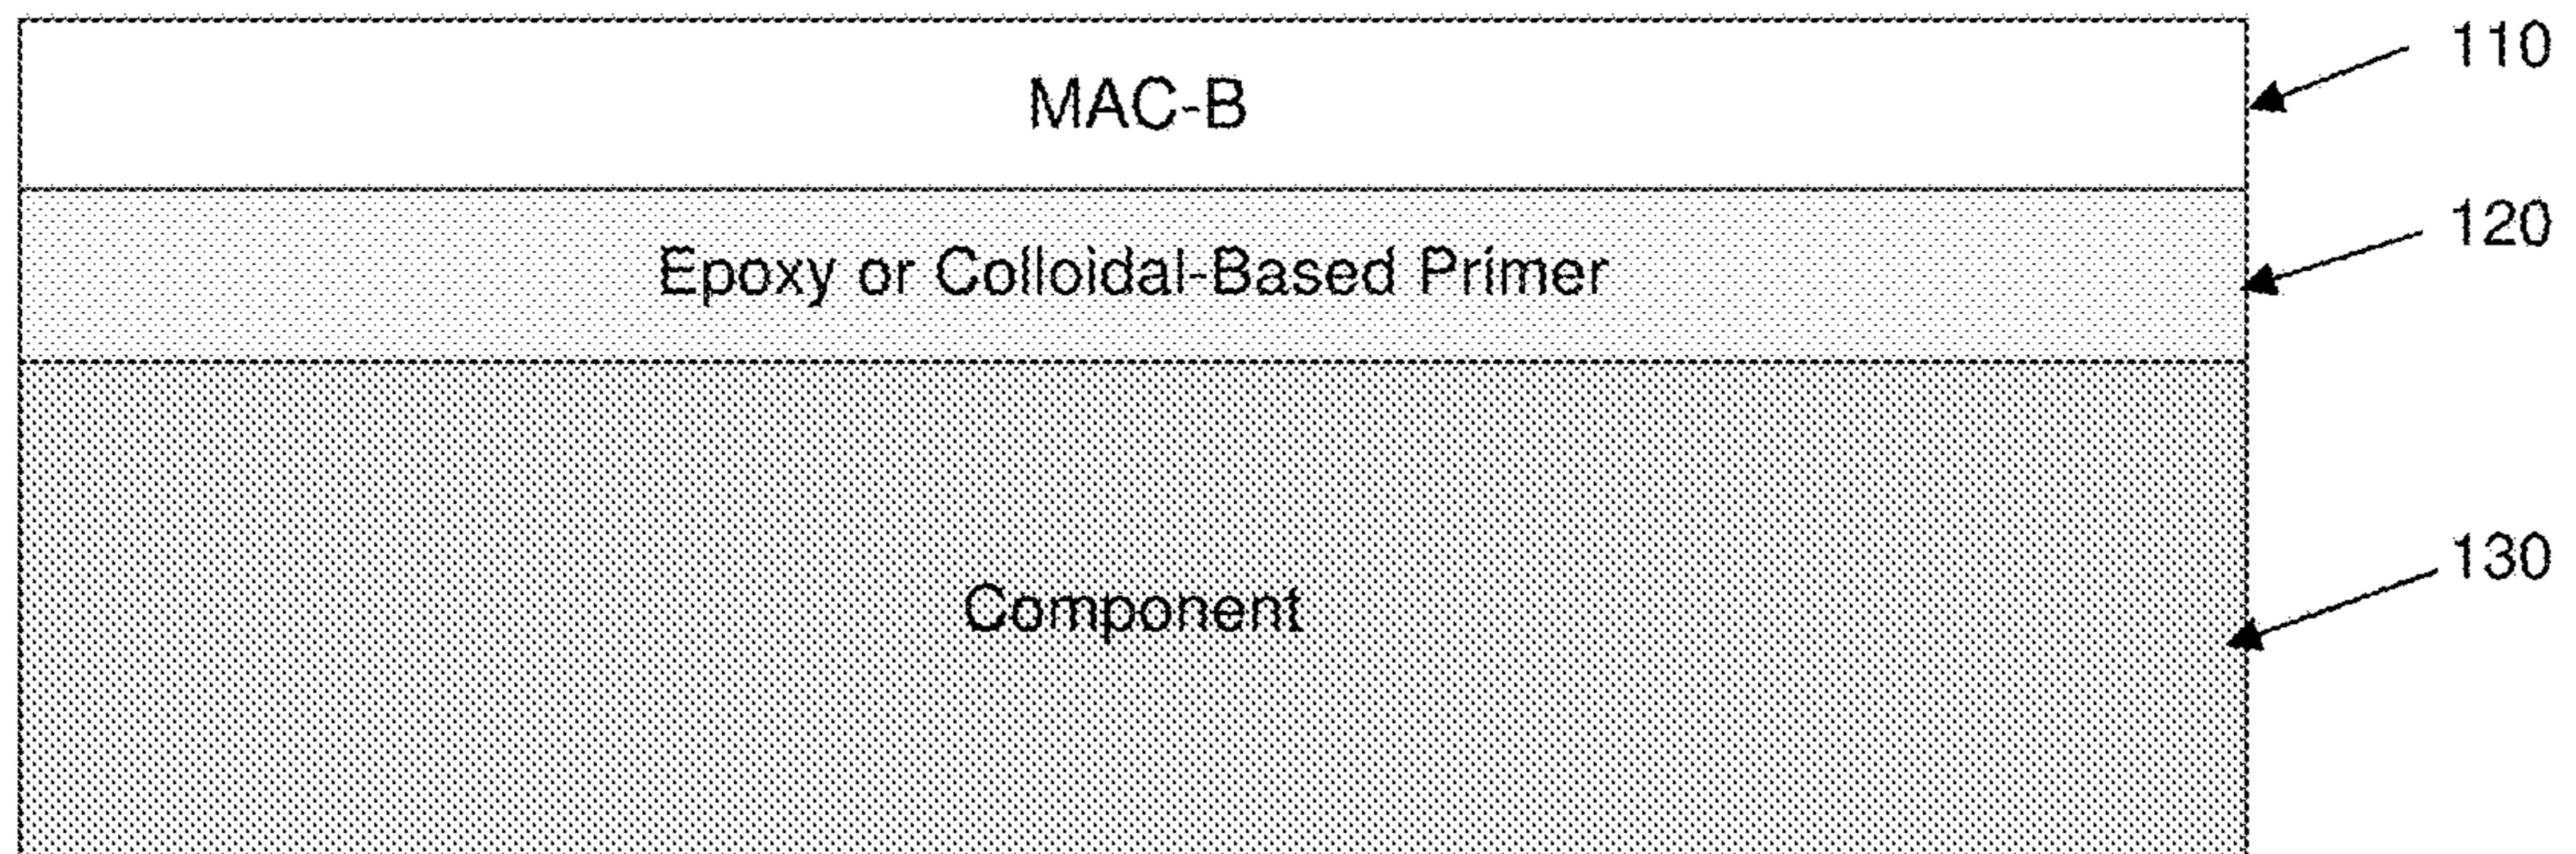 MAC-B
110
Epoxy or Colloidal-Based Primer
120
Component
130